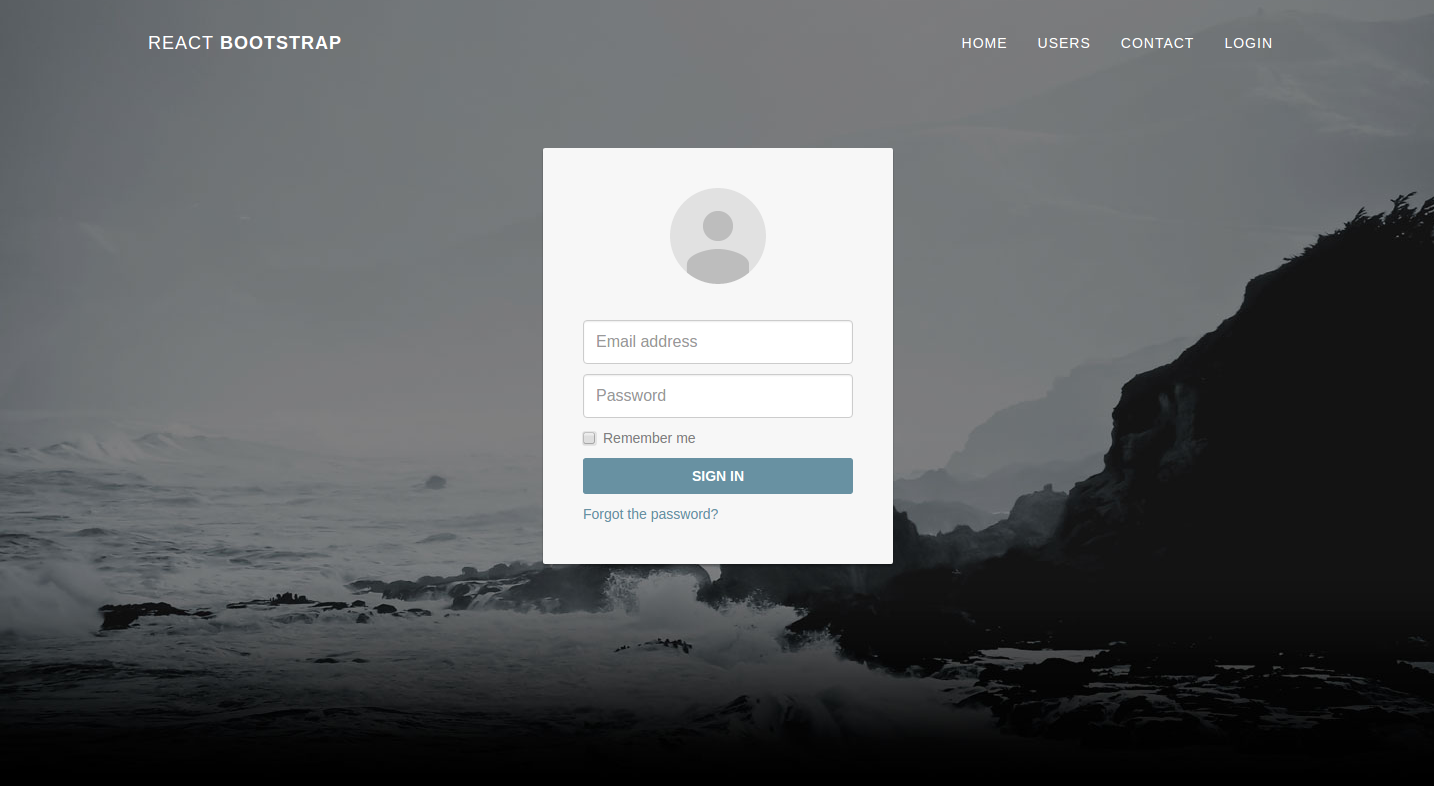 REACT BOOTSTRAP
HOME USERS CONTACT LOGIN
Email address
Password
Remember me
SIGN IN
Forgot the password?